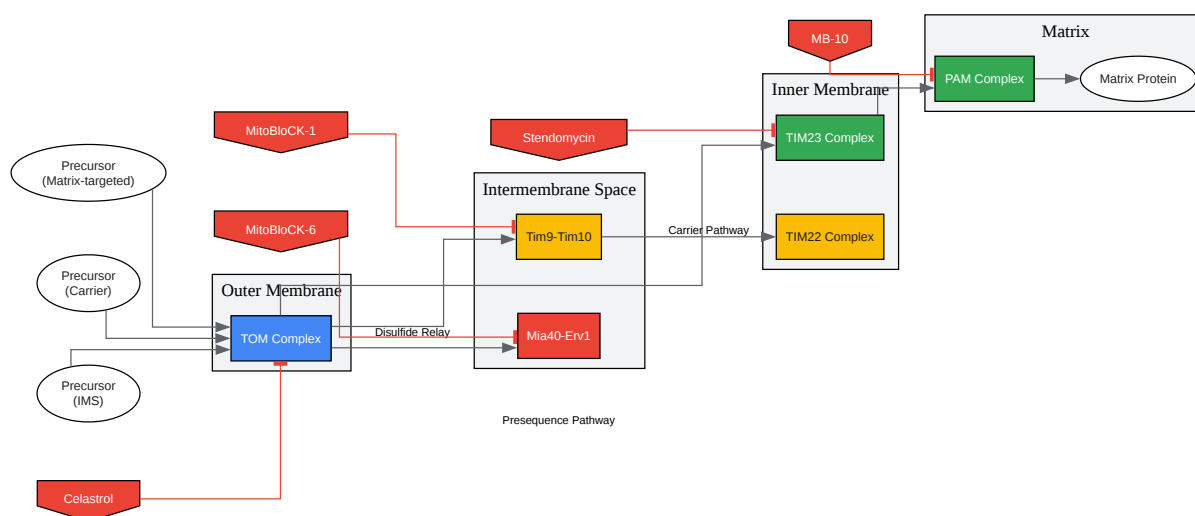 MB-10
Matrix
PAM Complex
Matrix Protein
Inner Membrane
MitoBloCK-1
Stendomycin
TIM23 Complex
Precursor
(Matrix-targeted)
Intermembrane Space
MitoBloCK-6
Tim9-Tim10
Carrier Pathway
TIM22 Complex
Precursor
(Carrier)
Outer Membrane
TOM Complex
Disulfide Relay
Mia40-Erv1
Precursor
(IMS)
Presequence Pathway
Celastrol